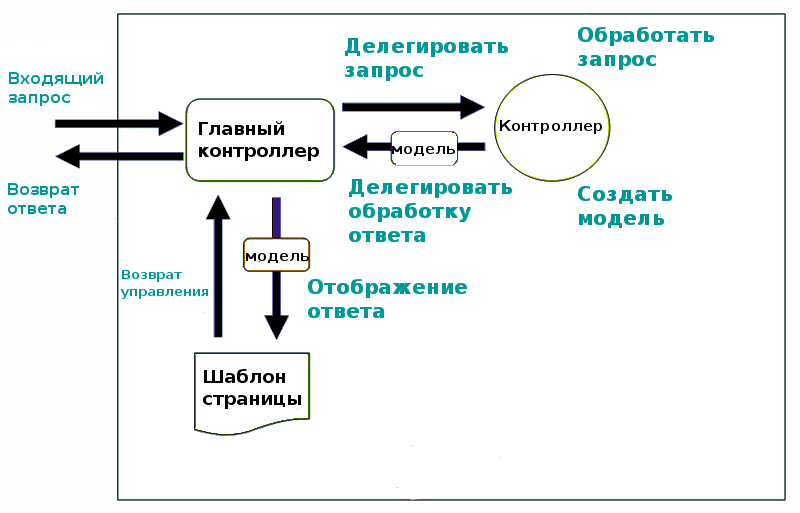 Входящий
запрос
Возврат
ответа
Главный
контроллер
Делегировать
запрос
Обработать
запрос
Контроллер
модель
Делегировать
обработку
ответа
Создать
модель
модель
Возврат
управления
Отображение
ответа
Шаблон
страницы